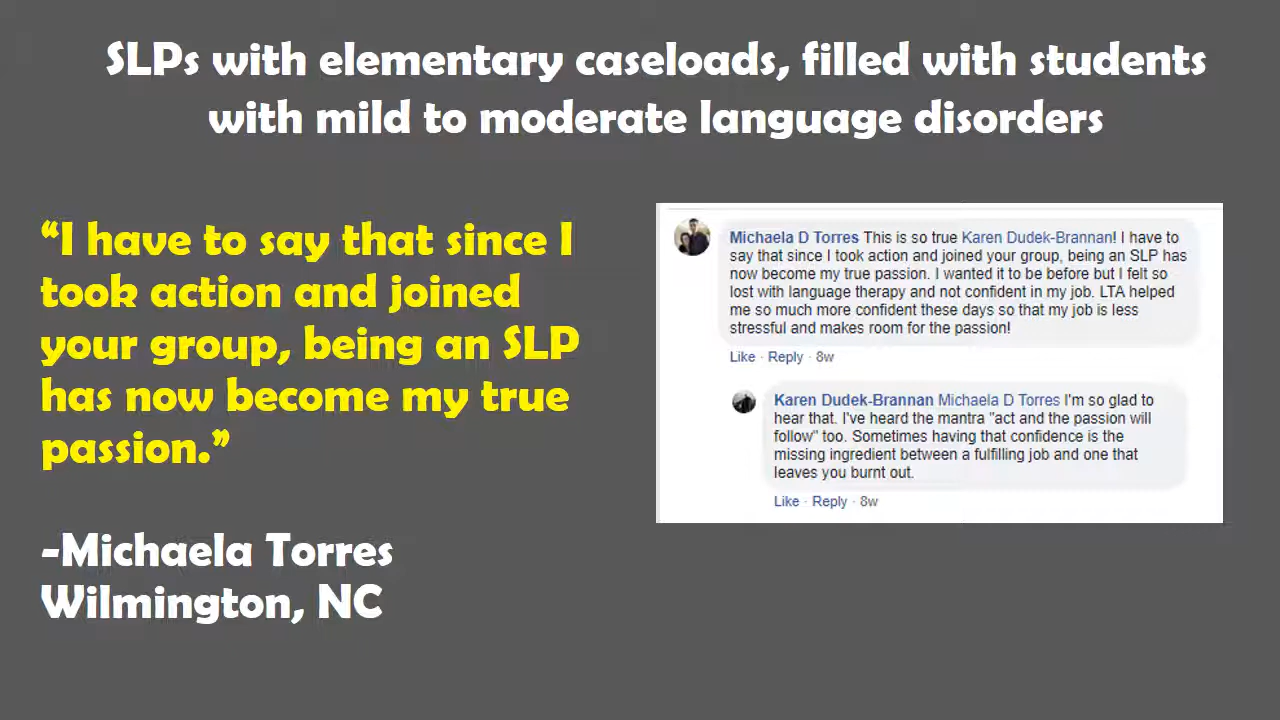 SLPs with elementary caseloads, filled with students
with mild to moderate language disorders
“I have to say that since I
took action and joined
your group, being an SLP
has now become my true
passion.”
-Michaela Torres
Wilmington, NC
Michaela D Torres This is so true Karen Dudek-Brannan! I have to
say that since I took action and joined your group, being an SLP has
now become my true passion. I wanted it to be before but I felt so
lost with language therapy and not confident in my job. LTA helped
me so much more confident these days so that my job is less
stressful and makes room for the passion!
Like · Reply · 8w
Karen Dudek-Brannan Michaela D Torres I'm so glad to
hear that. I've heard the mantra "act and the passion will
follow" too. Sometimes having that confidence is the
missing ingredient between a fulfilling job and one that
leaves you burnt out.
Like · Reply · 8w